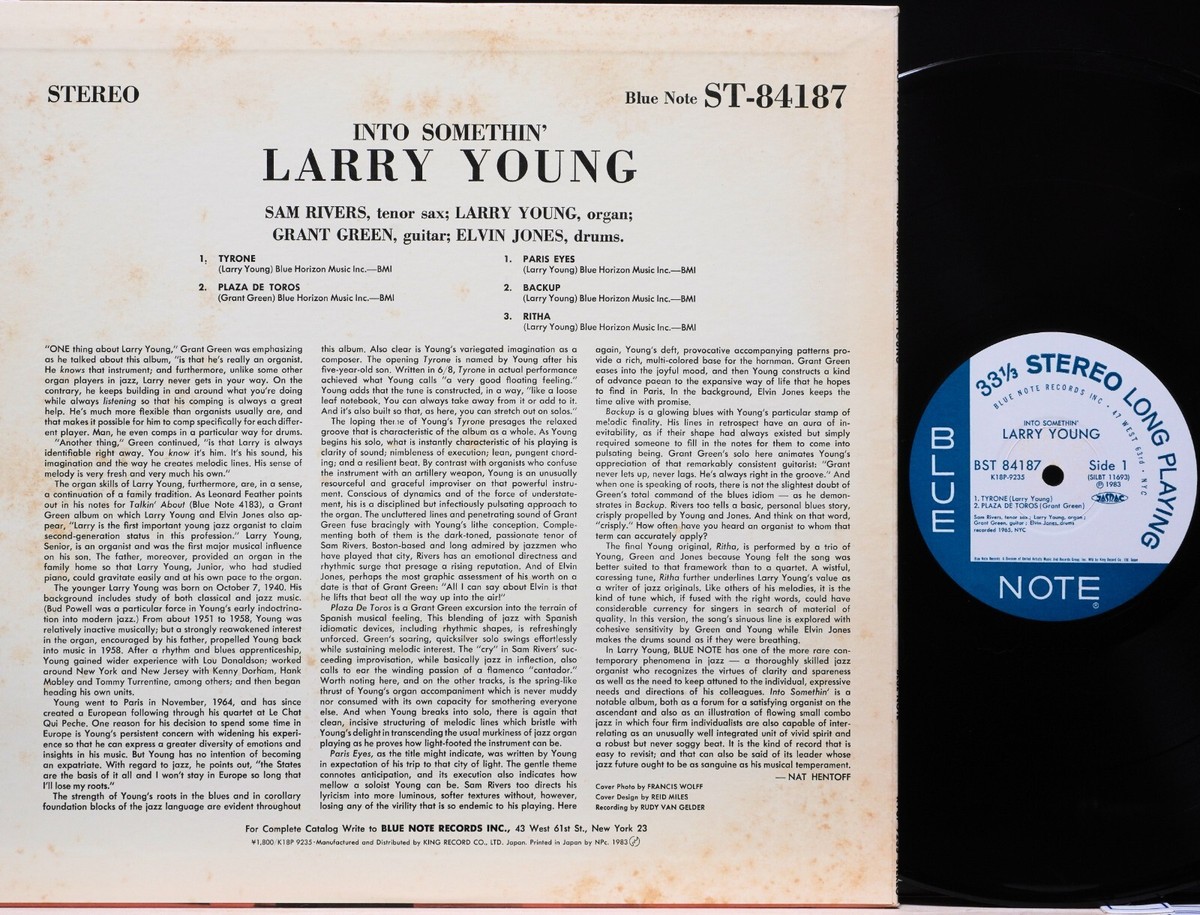 STEREO
Blue Note ST-84187
INTO SOMETHIN'
LARRY YOUNG
SAM RIVERS, tenor sax; LARRY YOUNG, organ;
GRANT GREEN, guitar; ELVIN JONES, drums.
1. TYRONE
(Larry Young) Blue Horizon Music Inc.—BMI
2. PLAZA DE TOROS
(Grant Green) Blue Horizon Music Inc.—BMI
1. PARIS EYES
(Larry Young) Blue Horizon Music Inc.—BMI
2. BACKUP
(Larry Young) Blue Horizon Music Inc.—BMI
3. RITHA
(Larry Young) Blue Horizon Music Inc.—BMI
"ONE thing about Larry Young," Grant Green was emphasizing
as he talked about this album, "is that he's really an organist.
He knows that instrument; and furthermore, unlike some other
organ players in jazz, Larry never gets in your way. On the
contrary, he keeps building in and around what you're doing
while always listening so that his comping is always a great
help. He's much more flexible than organists usually are, and
that makes it possible for him to comp specifically for each differ-
ent player. Man, he even comps in a particular way for drums.
"Another thing," Green continued, "is that Larry is always
identifiable right away. You know it's him. It's his sound, his
imagination and the way he creates melodic lines. His sense of
melody is very fresh and very much his own."
The organ skills of Larry Young, furthermore, are, in a sense,
a continuation of a family tradition. As Leonard Feather points
out in his notes for Talkin' About (Blue Note 4183), a Grant
Green album on which Larry Young and Elvin Jones also ap-
pear, "Larry is the first important young jazz organist to claim
second-generation status in this profession." Larry Young,
Senior, is an organist and was the first major musical influence
on his son. The father, moreover, provided an organ in the
family home so that Larry Young, Junior, who had studied
piano, could gravitate easily and at his own pace to the organ.
The younger Larry was born on October 7, 1940. His
background includes study of both classical and jazz music.
(Bud Powell was a particular force in Young's early indoctrina-
tion into modern jazz.) From about 1951 to 1958, Young was
relatively inactive musically; but a strongly reawakened interest
in the organ, encouraged by his father, propelled Young back
into music in 1958. After a rhythm and blues apprenticeship,
Young gained wider experience with Lou Donaldson; worked
around New York and New Jersey with Kenny Dorham, Hank
Mobley and Tommy Turrentine, among others; and then began
heading his own units.
Young went to Paris in November, 1964, and has since
created a European following through his quartet at Le Chat
Qui Peche. One reason for his decision to spend some time in
Europe is Young's persistent concern with widening his experi-
ence so that he can express a greater diversity of emotions and
insights in his music. But Young has no intention of becoming
an expatriate. With regard to jazz, he points out, "the States
are the basis of it all and I won't stay in Europe so long that
I'll lose my roots."
The strength of Young's roots in the blues and in corollary
foundation blocks of the jazz language are evident throughout
this album. Also clear is Young's variegated imagination as a
composer. The opening Tyrone is named by Young after his
five-year-old son. Written in 6/8, Tyrone in actual performance
achieved what Young calls "a very good floating feeling."
Young adds that the tune is constructed, in a way, "like a loose
leaf notebook. You can always take away from it or add to it.
And it's also built so that, as here, you can stretch out on solos."
The loping theme of Young's Tyrone presages the relaxed
groove that is characteristic of the album as a whole. As Young
begins his solo, what is instantly characteristic of his playing is
clarity of sound; nimbleness of execution; lean, pungent chord-
ing; and a resilient beat. By contrast with organists who confuse
the instrument with an artillery weapon, Young is an unusually
resourceful and graceful improviser on that powerful instru-
ment. Conscious of dynamics and of the force of understate-
ment, his is a disciplined but infectiously pulsating approach to
the organ. The uncluttered lines and penetrating sound of Grant
Green fuse bracingly with Young's lithe conception. Comple-
menting both of them is the dark-toned, passionate tenor of
Sam Rivers. Boston-based and long admired by jazzmen who
have played that city, Rivers has an emotional directness and
rhythmic surge that presage a rising reputation. And of Elvin
Jones, perhaps the most graphic assessment of his worth on a
date is that of Grant Green: "All I can say about Elvin is that
he lifts that beat all the way up into the air!"
Plaza De Toros is a Grant Green excursion into the terrain of
Spanish musical feeling. This blending of jazz with Spanish
idiomatic devices, including rhythmic shapes, is refreshingly
unforced. Green's soaring, quicksilver solo swings effortlessly
while sustaining melodic interest. The "cry" in Sam Rivers' suc-
ceeding improvisation, while basically jazz in inflection, also
calls to ear the winding passion of a flamenco "cantador."
Worth noting here, and on the other tracks, is the spring-like
thrust of Young's organ accompaniment which is never muddy
nor consumed with its own capacity for smothering everyone
else. And when Young breaks into solo, there is again that
clean, incisive structuring of melodic lines which bristle with
Young's delight in transcending the usual murkiness of jazz organ
playing as he proves how light-footed the instrument can be.
Paris Eyes, as the title might indicate, was written by Young
in expectation of his trip to that city of light. The gentle theme
connotes anticipation, and its execution also indicates how
mellow a soloist Young can be. Sam Rivers too directs his
lyricism into more luminous, softer textures without, however,
losing any of the virility that is so endemic to his playing. Here
again, Young's deft, provocative accompanying patterns pro-
vide a rich, multi-colored base for the hornman. Grant Green
eases into the joyful mood, and then Young constructs a kind
of advance paean to the expansive way of life that he hopes
to find in Paris. In the background, Elvin Jones keeps the
time alive with promise.
Backup is a glowing blues with Young's particular stamp of
melodic finality. His lines in retrospect have an aura of in-
evitability, as if their shape had always existed but simply
required someone to fill in the notes for them to come into
pulsating being. Grant Green's solo here animates Young's
appreciation of that remarkably consistent guitarist: "Grant
never lets up, never lags. He's always right in the groove." And
when one is speaking of roots, there is not the slightest doubt of
Green's total command of the blues idiom — as he demon-
strates in Backup. Rivers too tells a basic, personal blues story,
crisply propelled by Young and Jones. And think on that word,
"crisply." How often have you heard an organist to whom that
term can accurately apply?
The final Young original, Ritha, is performed by a trio of
Young, Green and Jones because Young felt the song was
better suited to that framework than to a quartet. A wistful,
caressing tune, Ritha further underlines Larry Young's value as
a writer of jazz originals. Like others of his melodies, it is the
kind of tune which, if fused with the right words, could have
considerable currency for singers in search of material of
quality. In this version, the song's sinuous line is explored with
cohesive sensitivity by Green and Young while Elvin Jones
makes the drums sound as if they were breathing.
In Larry Young, BLUE NOTE has one of the more rare con-
temporary phenomena in jazz — a thoroughly skilled jazz
organist who recognizes the virtues of clarity and spareness
as well as the need to keep attuned to the individual, expressive
needs and directions of his colleagues. Into Somethin' is a
notable album, both as a forum for a satisfying organist on the
ascendant and also as an illustration of flowing small combo
jazz in which four firm individualists are also capable of inter-
relating as an unusually well integrated unit of vivid spirit and
a robust but never soggy beat. It is the kind of record that is
easy to revisit; and that can also be said of its leader whose
jazz future ought to be as sanguine as his musical temperament.
— NAT HENTOFF
Cover Photo by FRANCIS WOLFF
Cover Design by REID MILES
Recording by RUDY VAN GELDER
For Complete Catalog Write to BLUE NOTE RECORDS INC., 43 West 61st St., New York 23
¥1,800/K18P 9235·Manufactured and Distributed by KING RECORD CO., LTD. Japan. Printed in Japan by NPc. 1983
33⅓ STEREO LONG PLAYING
BLUE NOTE RECORDS INC · 47 WEST 63rd · NYC
INTO SOMETHIN'
LARRY YOUNG
BST 84187
K18P-9235
Side 1
(SILBT 11693)
℗ 1983
JASRAC
1. TYRONE (Larry Young)
2. PLAZA DE TOROS (Grant Green)
Sam Rivers, tenor sax; Larry Young, organ;
Grant Green, guitar; Elvin Jones, drums
recorded 1965, NYC
BLUE
NOTE
®